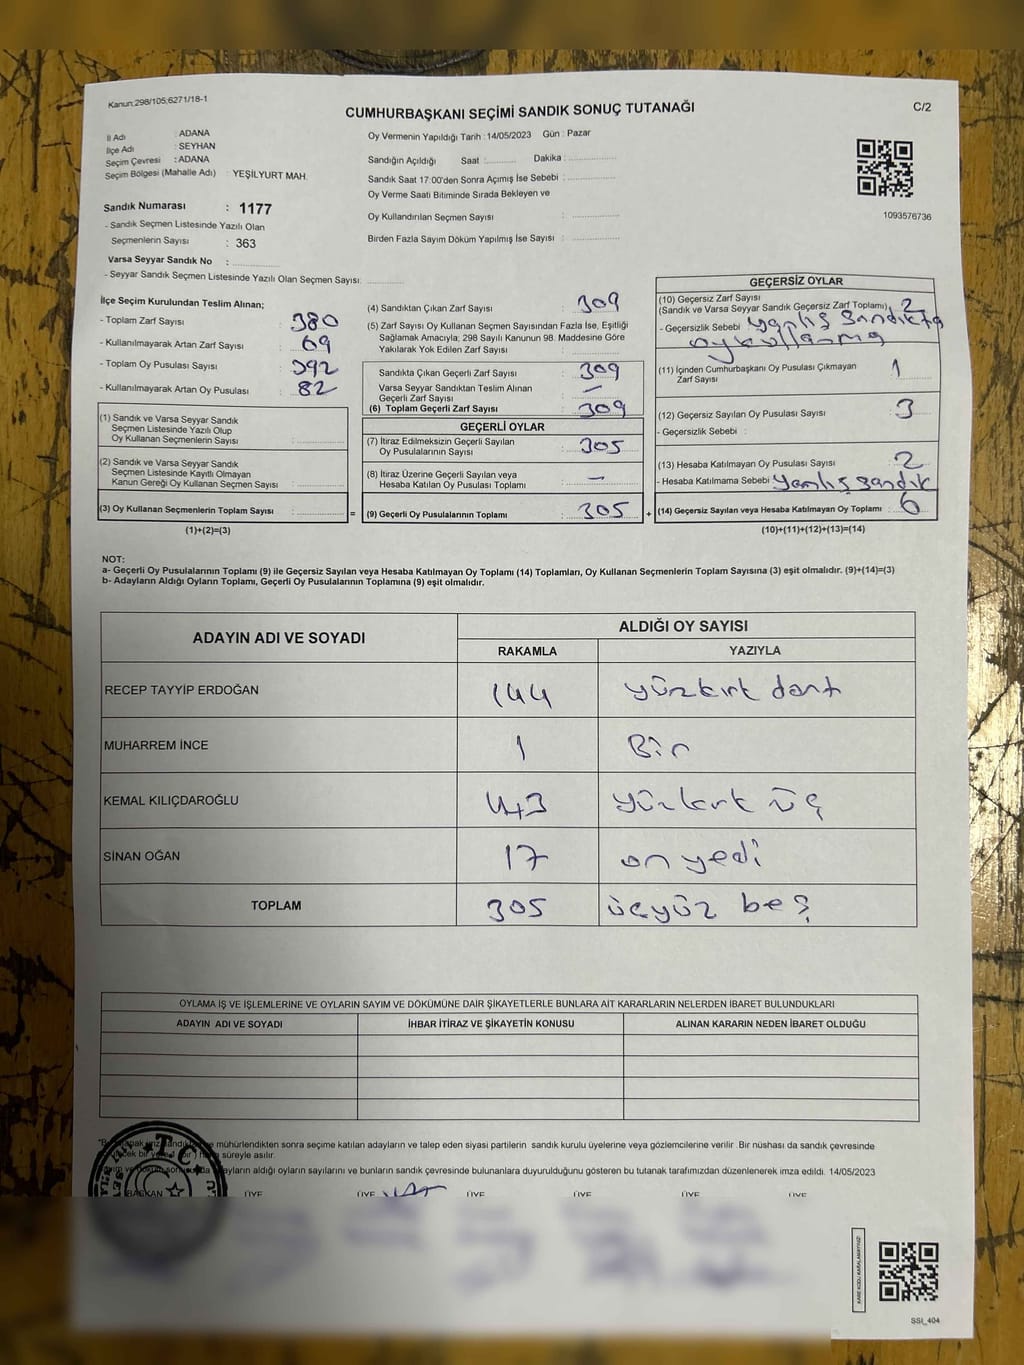 Kanun:298/105;6271/18-1
C/2
CUMHURBAŞKANI SEÇİMİ SANDIK SONUÇ TUTANAĞI
İl Adı : ADANA
İlçe Adı : SEYHAN
Seçim Çevresi : ADANA
Seçim Bölgesi (Mahalle Adı) : YEŞİLYURT MAH.
Sandık Numarası : 1177
- Sandık Seçmen Listesinde Yazılı Olan
Seçmenlerin Sayısı : 363
Varsa Seyyar Sandık No :
- Seyyar Sandık Seçmen Listesinde Yazılı Olan Seçmen Sayısı:
Oy Vermenin Yapıldığı Tarih : 14/05/2023 Gün : Pazar
Sandığın Açıldığı Saat : Dakika :
Sandık Saat 17:00'den Sonra Açımış İse Sebebi :
Oy Verme Saati Bitiminde Sırada Bekleyen ve
Oy Kullandırılan Seçmen Sayısı :
Birden Fazla Sayım Döküm Yapılmış İse Sayısı :
1093576736
İlçe Seçim Kurulundan Teslim Alınan;
- Toplam Zarf Sayısı : 380
- Kullanılmayarak Artan Zarf Sayısı : 69
- Toplam Oy Pusulası Sayısı : 392
- Kullanılmayarak Artan Oy Pusulası : 82
(1) Sandık ve Varsa Seyyar Sandık
Seçmen Listesinde Yazılı Olup
Oy Kullanan Seçmenlerin Sayısı :
(2) Sandık ve Varsa Seyyar Sandık
Seçmen Listesinde Kayıtlı Olmayan
Kanun Gereği Oy Kullanan Seçmen Sayısı :
(3) Oy Kullanan Seçmenlerin Toplam Sayısı :
(1)+(2)=(3)
(4) Sandıktan Çıkan Zarf Sayısı : 309
(5) Zarf Sayısı Oy Kullanan Seçmen Sayısından Fazla İse, Eşitliği
Sağlamak Amacıyla; 298 Sayılı Kanunun 98. Maddesine Göre
Yakılarak Yok Edilen Zarf Sayısı :
Sandıkta Çıkan Geçerli Zarf Sayısı : 309
Varsa Seyyar Sandıktan Teslim Alınan
Geçerli Zarf Sayısı : —
(6) Toplam Geçerli Zarf Sayısı : 309
GEÇERLİ OYLAR
(7) İtiraz Edilmeksizin Geçerli Sayılan
Oy Pusulalarının Sayısı : 305
(8) İtiraz Üzerine Geçerli Sayılan veya
Hesaba Katılan Oy Pusulası Toplamı : —
= (9) Geçerli Oy Pusulalarının Toplamı : 305 +
GEÇERSİZ OYLAR
(10) Geçersiz Zarf Sayısı
(Sandık ve Varsa Seyyar Sandık Geçersiz Zarf Toplamı) : 2
- Geçersizlik Sebebi : yanlış sandıkta
oy kullanma
(11) İçinden Cumhurbaşkanı Oy Pusulası Çıkmayan
Zarf Sayısı : 1
(12) Geçersiz Sayılan Oy Pusulası Sayısı : 3
- Geçersizlik Sebebi :
(13) Hesaba Katılmayan Oy Pusulası Sayısı : 2
- Hesaba Katılmama Sebebi : yanlış sandık
(14) Geçersiz Sayılan veya Hesaba Katılmayan Oy Toplamı : 6
(10)+(11)+(12)+(13)=(14)
NOT:
a- Geçerli Oy Pusulalarının Toplamı (9) ile Geçersiz Sayılan veya Hesaba Katılmayan Oy Toplamı (14) Toplamları, Oy Kullanan Seçmenlerin Toplam Sayısına (3) eşit olmalıdır. (9)+(14)=(3)
b- Adayların Aldığı Oyların Toplamı, Geçerli Oy Pusulalarının Toplamına (9) eşit olmalıdır.
ADAYIN ADI VE SOYADI ALDIĞI OY SAYISI
RAKAMLA YAZIYLA
RECEP TAYYİP ERDOĞAN 144 yüzkırk dört
MUHARREM İNCE 1 Bir
KEMAL KILIÇDAROĞLU 143 yüzkırk üç
SİNAN OĞAN 17 on yedi
TOPLAM 305 üçyüz beş
OYLAMA İŞ VE İŞLEMLERİNE VE OYLARIN SAYIM VE DÖKÜMÜNE DAİR ŞİKAYETLERLE BUNLARA AİT KARARLARIN NELERDEN İBARET BULUNDUKLARI
ADAYIN ADI VE SOYADI İHBAR İTİRAZ VE ŞİKAYETİN KONUSU ALINAN KARARIN NEDEN İBARET OLDUĞU
mühürlendikten sonra seçime katılan adayların ve talep eden siyasi partilerin sandık kurulu üyelerine veya gözlemcilerine verilir. Bir nüshası da sandık çevresinde
süreyle asılır.
adayların aldığı oyların sayılarını ve bunların sandık çevresinde bulunanlara duyurulduğunu gösteren bu tutanak tarafımızdan düzenlenerek imza edildi. 14/05/2023
T.C.
BAŞKAN ÜYE ÜYE ÜYE ÜYE ÜYE ÜYE
SSI_404